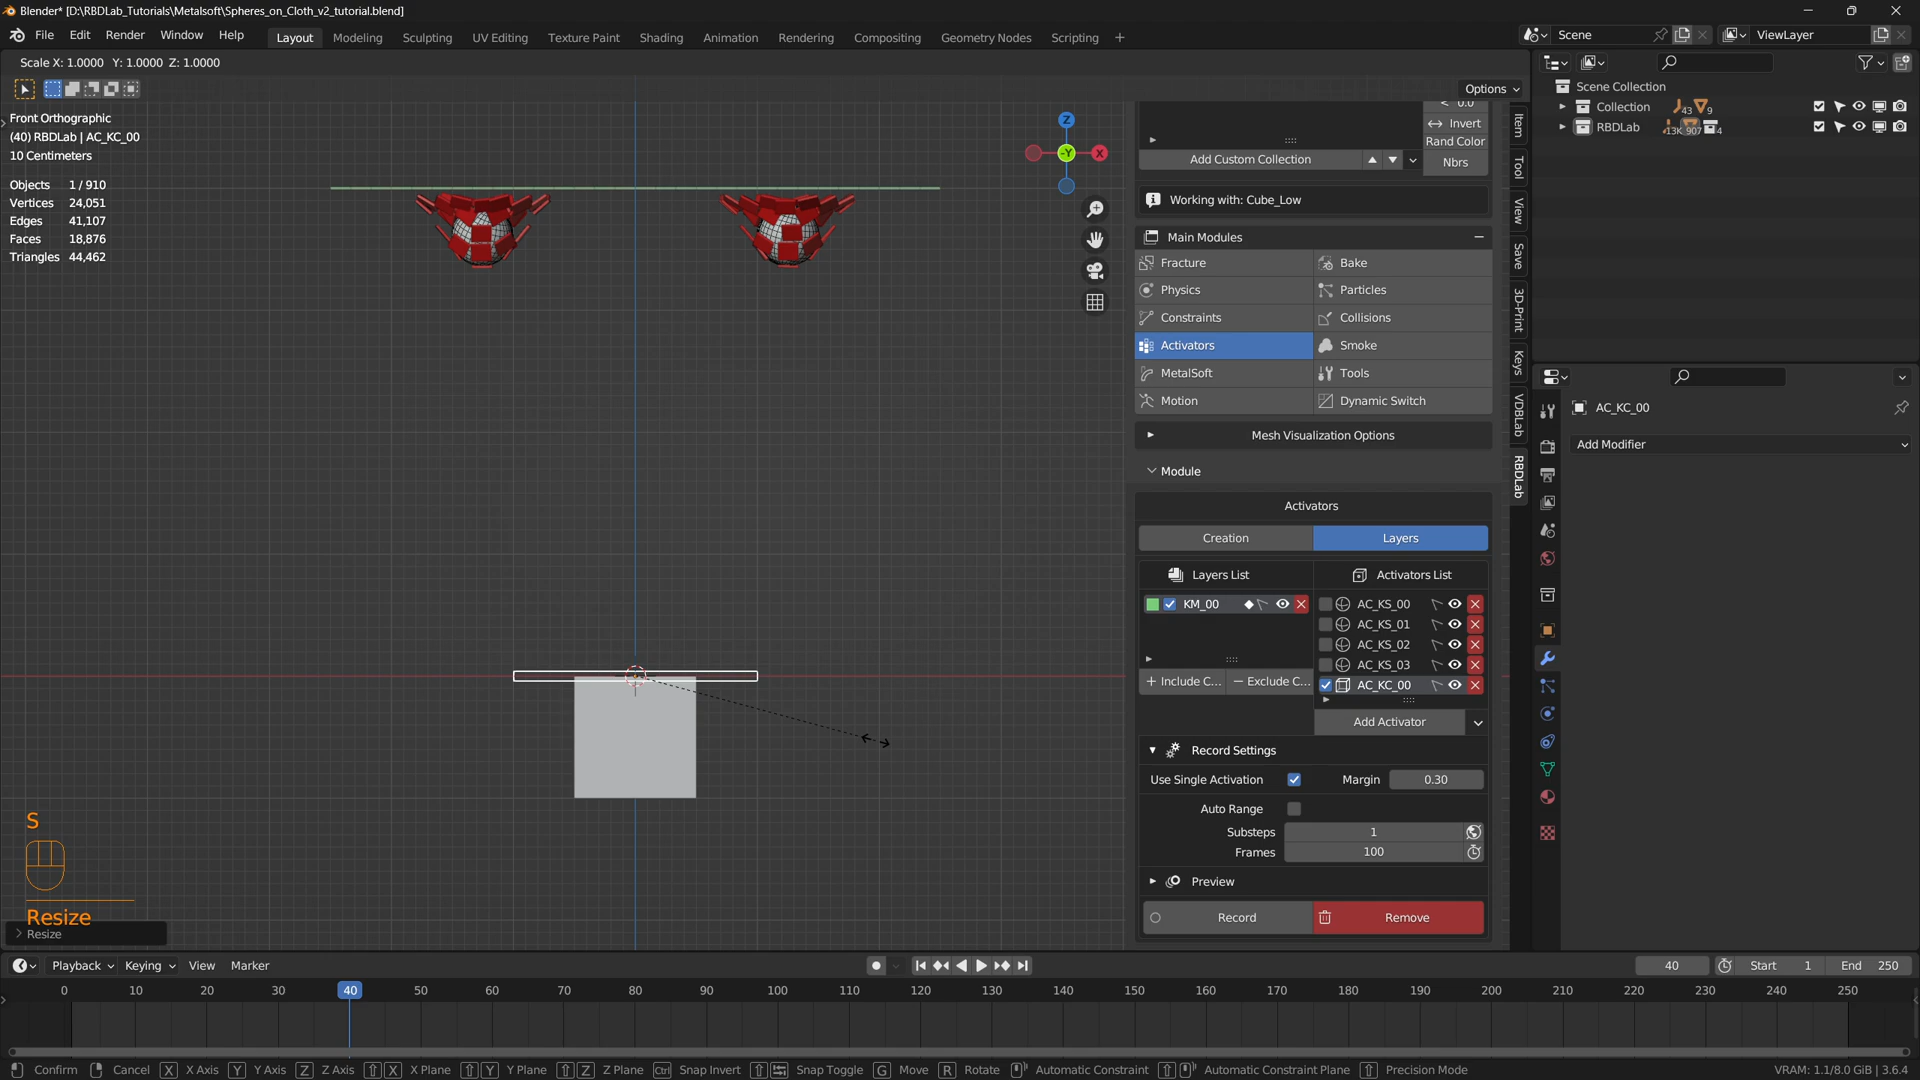 Blender* [D:\RBDLab_Tutorials\Metalsoft\Spheres_on_Cloth_v2_tutorial.blend]
File Edit Render Window Help Layout Modeling Sculpting UV Editing Texture Paint Shading Animation Rendering Compositing Geometry Nodes Scripting + Scene ViewLayer
Scale X: 1.0000 Y: 1.0000 Z: 1.0000
Options
Front Orthographic
(40) RBDLab | AC_KC_00
10 Centimeters
Objects 1 / 910
Vertices 24,051
Edges 41,107
Faces 18,876
Triangles 44,462
Z
X
-Y
S
Resize
Resize
< 0.0
Invert
Rand Color
Add Custom Collection
Nbrs
Working with: Cube_Low
Main Modules
Fracture Bake
Physics Particles
Constraints Collisions
Activators Smoke
MetalSoft Tools
Motion Dynamic Switch
Mesh Visualization Options
Module
Activators
Creation Layers
Layers List Activators List
KM_00 AC_KS_00
AC_KS_01
AC_KS_02
AC_KS_03
+ Include C... − Exclude C... AC_KC_00
Add Activator
Record Settings
Use Single Activation Margin 0.30
Auto Range
Substeps 1
Frames 100
Preview
Record Remove
Item
Tool
View
Save
3D-Print
Keys
VDBLab
RBDLab
Scene Collection
Collection 43 9
RBDLab 13K 907 4
AC_KC_00
Add Modifier
Playback Keying View Marker 40 Start 1 End 250
0 10 20 30 40 50 60 70 80 90 100 110 120 130 140 150 160 170 180 190 200 210 220 230 240 250
Confirm Cancel X X Axis Y Y Axis Z Z Axis X X Plane Y Y Plane Z Z Plane Ctrl Snap Invert Snap Toggle G Move R Rotate Automatic Constraint Automatic Constraint Plane Precision Mode VRAM: 1.1/8.0 GiB | 3.6.4